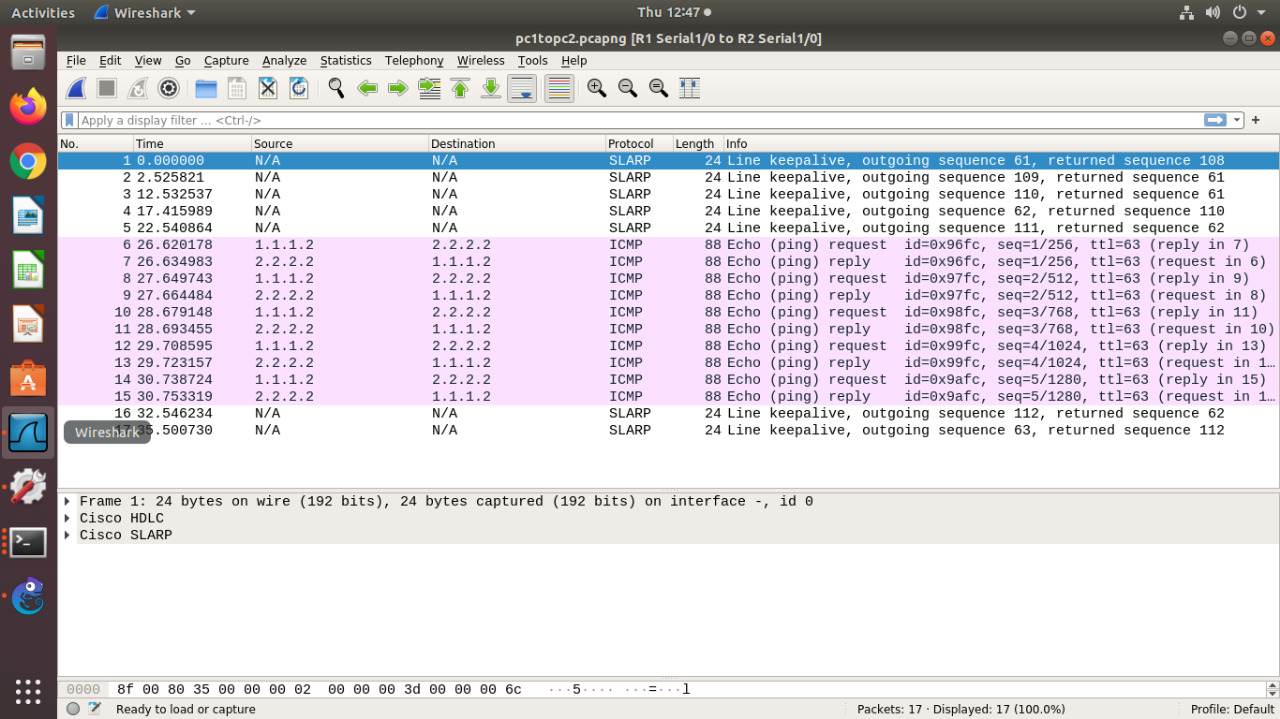 Activities Wireshark Thu 12:47
pc1topc2.pcapng [R1 Serial1/0 to R2 Serial1/0]
File Edit View Go Capture Analyze Statistics Telephony Wireless Tools Help
Apply a display filter ... <Ctrl-/> +
No. Time Source Destination Protocol Length Info
1 0.000000 N/A N/A SLARP 24 Line keepalive, outgoing sequence 61, returned sequence 108
2 2.525821 N/A N/A SLARP 24 Line keepalive, outgoing sequence 109, returned sequence 61
3 12.532537 N/A N/A SLARP 24 Line keepalive, outgoing sequence 110, returned sequence 61
4 17.415989 N/A N/A SLARP 24 Line keepalive, outgoing sequence 62, returned sequence 110
5 22.540864 N/A N/A SLARP 24 Line keepalive, outgoing sequence 111, returned sequence 62
6 26.620178 1.1.1.2 2.2.2.2 ICMP 88 Echo (ping) request id=0x96fc, seq=1/256, ttl=63 (reply in 7)
7 26.634983 2.2.2.2 1.1.1.2 ICMP 88 Echo (ping) reply id=0x96fc, seq=1/256, ttl=63 (request in 6)
8 27.649743 1.1.1.2 2.2.2.2 ICMP 88 Echo (ping) request id=0x97fc, seq=2/512, ttl=63 (reply in 9)
9 27.664484 2.2.2.2 1.1.1.2 ICMP 88 Echo (ping) reply id=0x97fc, seq=2/512, ttl=63 (request in 8)
10 28.679148 1.1.1.2 2.2.2.2 ICMP 88 Echo (ping) request id=0x98fc, seq=3/768, ttl=63 (reply in 11)
11 28.693455 2.2.2.2 1.1.1.2 ICMP 88 Echo (ping) reply id=0x98fc, seq=3/768, ttl=63 (request in 10)
12 29.708595 1.1.1.2 2.2.2.2 ICMP 88 Echo (ping) request id=0x99fc, seq=4/1024, ttl=63 (reply in 13)
13 29.723157 2.2.2.2 1.1.1.2 ICMP 88 Echo (ping) reply id=0x99fc, seq=4/1024, ttl=63 (request in 1…
14 30.738724 1.1.1.2 2.2.2.2 ICMP 88 Echo (ping) request id=0x9afc, seq=5/1280, ttl=63 (reply in 15)
15 30.753319 2.2.2.2 1.1.1.2 ICMP 88 Echo (ping) reply id=0x9afc, seq=5/1280, ttl=63 (request in 1…
16 32.546234 N/A N/A SLARP 24 Line keepalive, outgoing sequence 112, returned sequence 62
Wireshark 35.500730 N/A N/A SLARP 24 Line keepalive, outgoing sequence 63, returned sequence 112
Frame 1: 24 bytes on wire (192 bits), 24 bytes captured (192 bits) on interface -, id 0
Cisco HDLC
Cisco SLARP
0000 8f 00 80 35 00 00 00 02 00 00 00 3d 00 00 00 6c ···5···· ···=···l
Ready to load or capture Packets: 17 · Displayed: 17 (100.0%) Profile: Default